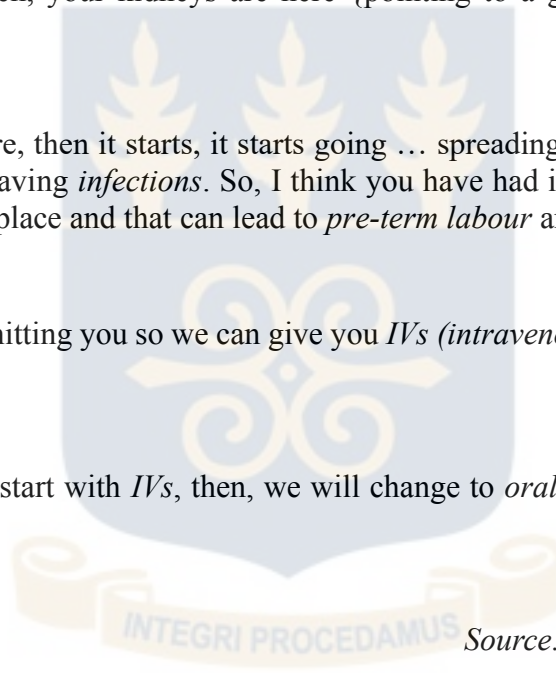 your kidneys are here (pointing to a g
re, then it starts, it starts going … spreading
aving infections. So, I think you have had i
place and that can lead to pre-term labour a
nitting you so we can give you IVs (intraven
start with IVs, then, we will change to oral
INTEGRI PROCEDAMUS
Source.